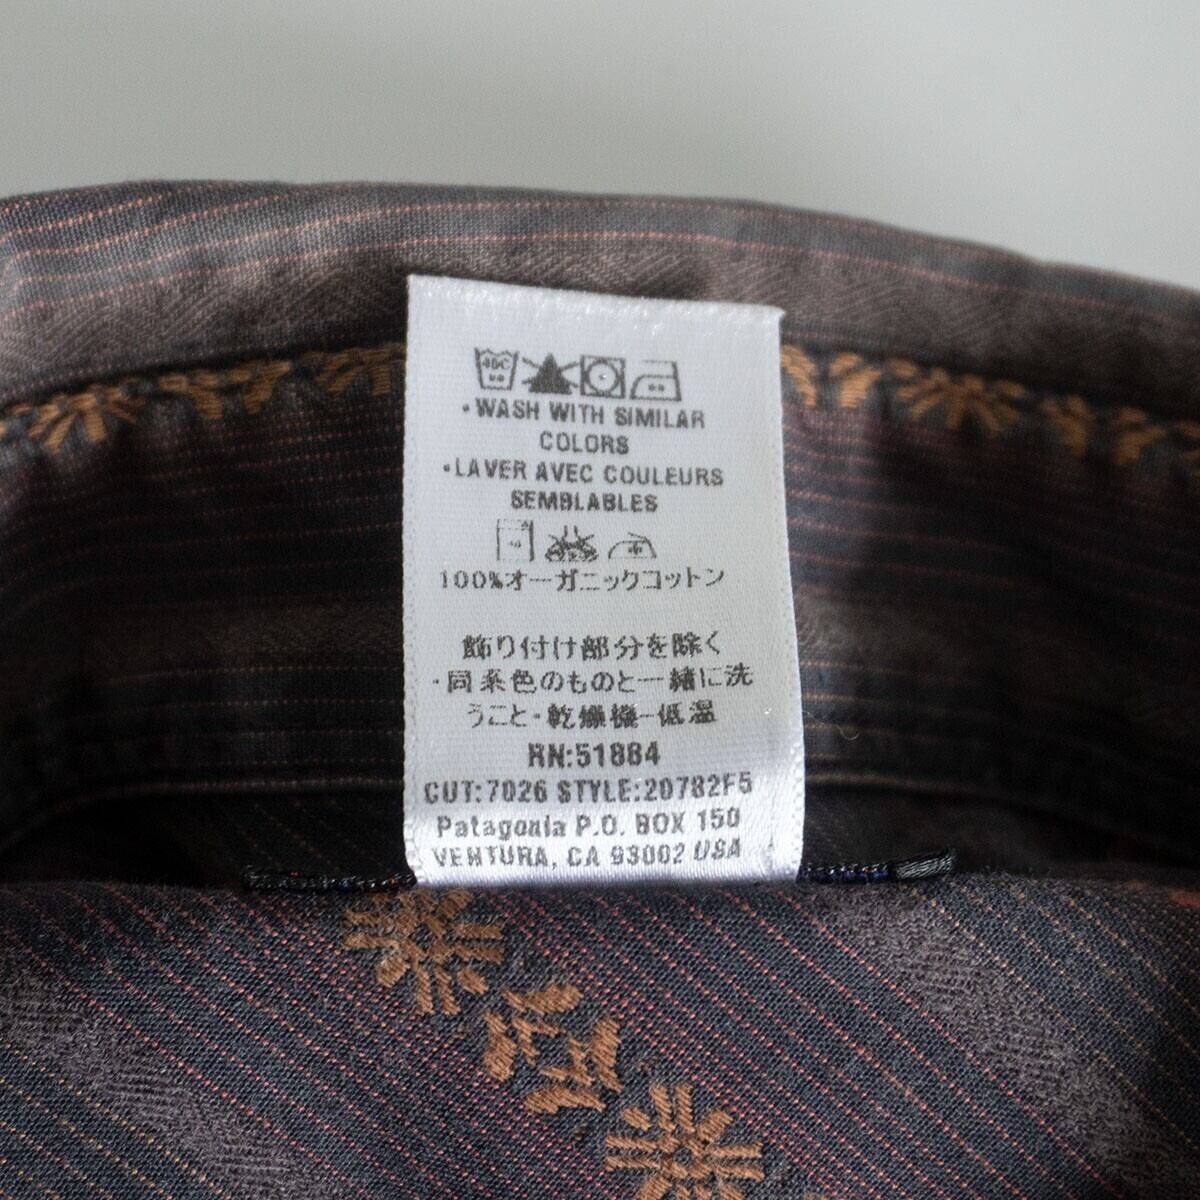 40C
• WASH WITH SIMILAR
COLORS
• LAVER AVEC COULEURS
SEMBLABLES
100%オーガニックコットン
飾り付け部分を除く
・同系色のものと一緒に洗
うこと・乾燥機-低温
RN:51884
CUT:7026 STYLE:20782F5
Patagonia P.O. BOX 150
VENTURA, CA 93002 USA